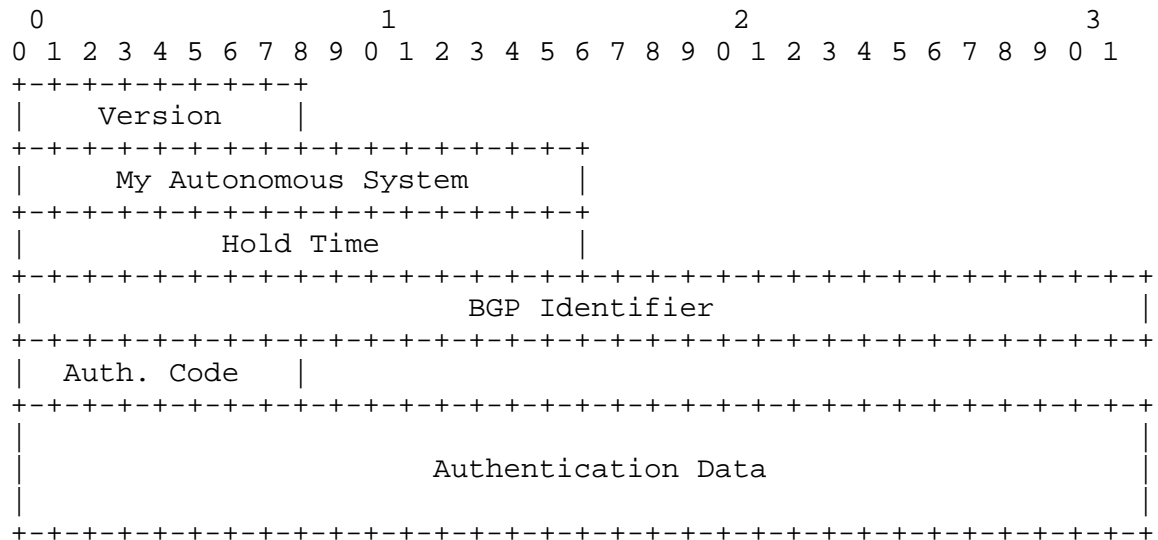 0                   1                   2                   3
0 1 2 3 4 5 6 7 8 9 0 1 2 3 4 5 6 7 8 9 0 1 2 3 4 5 6 7 8 9 0 1
+-+-+-+-+-+-+-+-+
|    Version    |
+-+-+-+-+-+-+-+-+-+-+-+-+-+-+-+-+
|     My Autonomous System      |
+-+-+-+-+-+-+-+-+-+-+-+-+-+-+-+-+
|           Hold Time           |
+-+-+-+-+-+-+-+-+-+-+-+-+-+-+-+-+-+-+-+-+-+-+-+-+-+-+-+-+-+-+-+-+
|                         BGP Identifier                        |
+-+-+-+-+-+-+-+-+-+-+-+-+-+-+-+-+-+-+-+-+-+-+-+-+-+-+-+-+-+-+-+-+
|  Auth. Code   |
+-+-+-+-+-+-+-+-+-+-+-+-+-+-+-+-+-+-+-+-+-+-+-+-+-+-+-+-+-+-+-+-+
|                                                               |
|                       Authentication Data                     |
|                                                               |
+-+-+-+-+-+-+-+-+-+-+-+-+-+-+-+-+-+-+-+-+-+-+-+-+-+-+-+-+-+-+-+-+